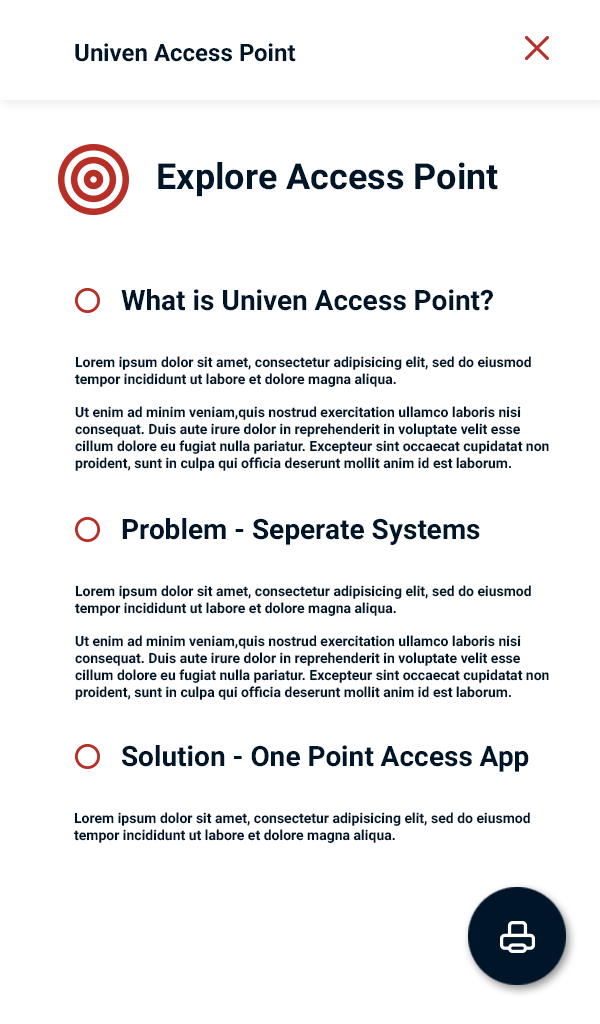 Univen Access Point
Explore Access Point
What is Univen Access Point?
Lorem ipsum dolor sit amet, consectetur adipisicing elit, sed do eiusmod
tempor incididunt ut labore et dolore magna aliqua.
Ut enim ad minim veniam,quis nostrud exercitation ullamco laboris nisi
consequat. Duis aute irure dolor in reprehenderit in voluptate velit esse
cillum dolore eu fugiat nulla pariatur. Excepteur sint occaecat cupidatat non
proident, sunt in culpa qui officia deserunt mollit anim id est laborum.
Problem - Seperate Systems
Lorem ipsum dolor sit amet, consectetur adipisicing elit, sed do eiusmod
tempor incididunt ut labore et dolore magna aliqua.
Ut enim ad minim veniam,quis nostrud exercitation ullamco laboris nisi
consequat. Duis aute irure dolor in reprehenderit in voluptate velit esse
cillum dolore eu fugiat nulla pariatur. Excepteur sint occaecat cupidatat non
proident, sunt in culpa qui officia deserunt mollit anim id est laborum.
Solution - One Point Access App
Lorem ipsum dolor sit amet, consectetur adipisicing elit, sed do eiusmod
tempor incididunt ut labore et dolore magna aliqua.